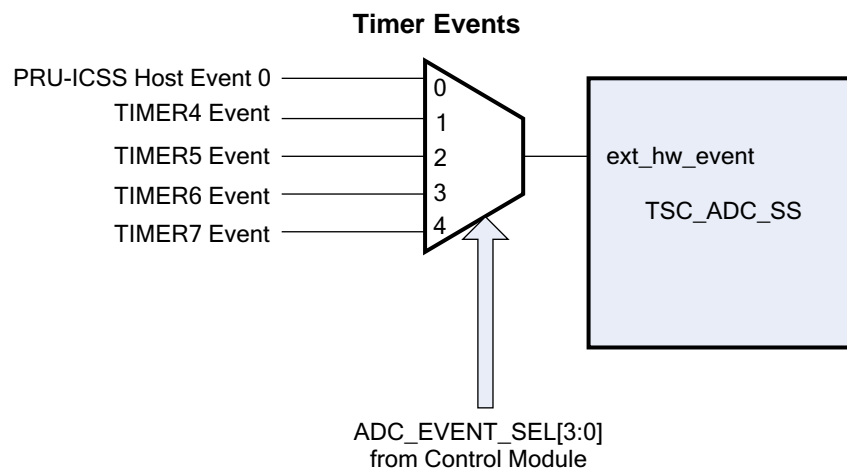 Timer Events
PRU-ICSS Host Event 0
0
TIMER4 Event
1
TIMER5 Event
2
ext_hw_event
TIMER6 Event
3
TSC_ADC_SS
TIMER7 Event
4
ADC_EVENT_SEL[3:0]
from Control Module